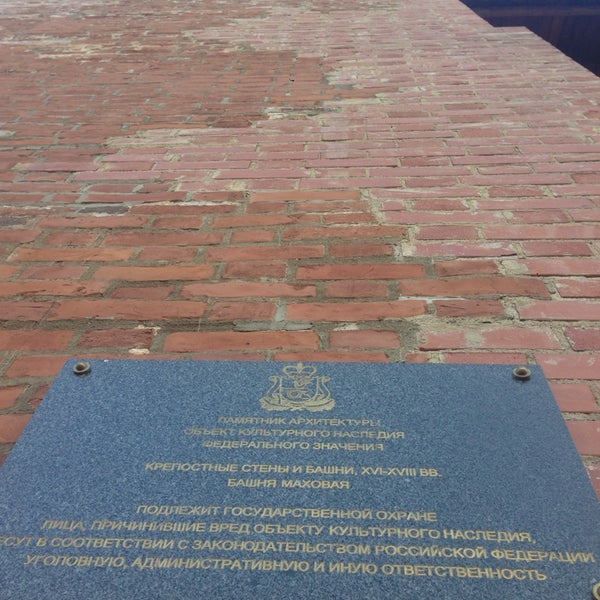 ПАМЯТНИК АРХИТЕКТУРЫ
ОБЪЕКТ КУЛЬТУРНОГО НАСЛЕДИЯ
ФЕДЕРАЛЬНОГО ЗНАЧЕНИЯ
КРЕПОСТНЫЕ СТЕНЫ И БАШНИ, XVI-XVIII ВВ.
БАШНЯ МАХОВАЯ
ПОДЛЕЖИТ ГОСУДАРСТВЕННОЙ ОХРАНЕ
ЛИЦА, ПРИЧИНИВШИЕ ВРЕД ОБЪЕКТУ КУЛЬТУРНОГО НАСЛЕДИЯ,
ЕСУТ В СООТВЕТСТВИИ С ЗАКОНОДАТЕЛЬСТВОМ РОССИЙСКОЙ ФЕДЕРАЦИИ
УГОЛОВНУЮ, АДМИНИСТРАТИВНУЮ И ИНУЮ ОТВЕТСТВЕННОСТЬ